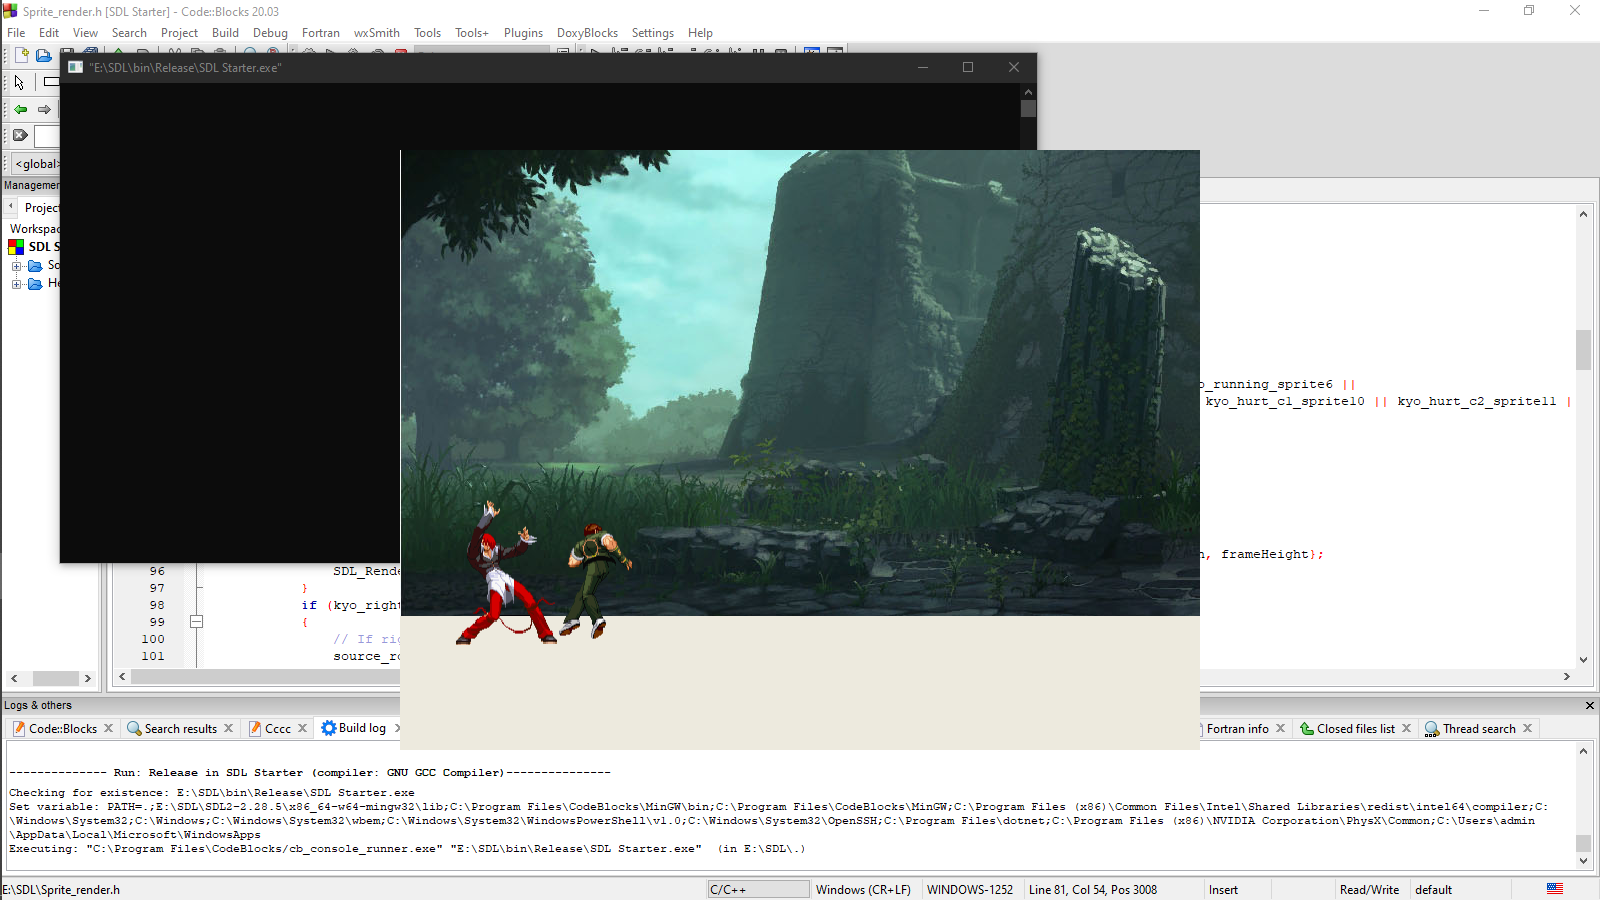 Sprite_render.h [SDL Starter] - Code::Blocks 20.03
File Edit View Search Project Build Debug Fortran wxSmith Tools Tools+ Plugins DoxyBlocks Settings Help
"E:\SDL\bin\Release\SDL Starter.exe"
<global>
Management
Project
Workspac
SDL S
So
He
o_running_sprite6 ||
kyo_hurt_c1_sprite10 || kyo_hurt_c2_sprite11 |
, frameHeight};
96 SDL_Rende
97 }
98 if (kyo_right
99 {
100 // If rig
101 source_re
Logs & others
Code::Blocks Search results Cccc Build log Fortran info Closed files list Thread search
-------------- Run: Release in SDL Starter (compiler: GNU GCC Compiler)---------------
Checking for existence: E:\SDL\bin\Release\SDL Starter.exe
Set variable: PATH=.;E:\SDL\SDL2-2.28.5\x86_64-w64-mingw32\lib;C:\Program Files\CodeBlocks\MinGW\bin;C:\Program Files\CodeBlocks\MinGW;C:\Program Files (x86)\Common Files\Intel\Shared Libraries\redist\intel64\compiler;C:
\Windows\System32;C:\Windows;C:\Windows\System32\wbem;C:\Windows\System32\WindowsPowerShell\v1.0;C:\Windows\System32\OpenSSH;C:\Program Files\dotnet;C:\Program Files (x86)\NVIDIA Corporation\PhysX\Common;C:\Users\admin
\AppData\Local\Microsoft\WindowsApps
Executing: "C:\Program Files\CodeBlocks/cb_console_runner.exe" "E:\SDL\bin\Release\SDL Starter.exe" (in E:\SDL\.)
E:\SDL\Sprite_render.h C/C++ Windows (CR+LF) WINDOWS-1252 Line 81, Col 54, Pos 3008 Insert Read/Write default